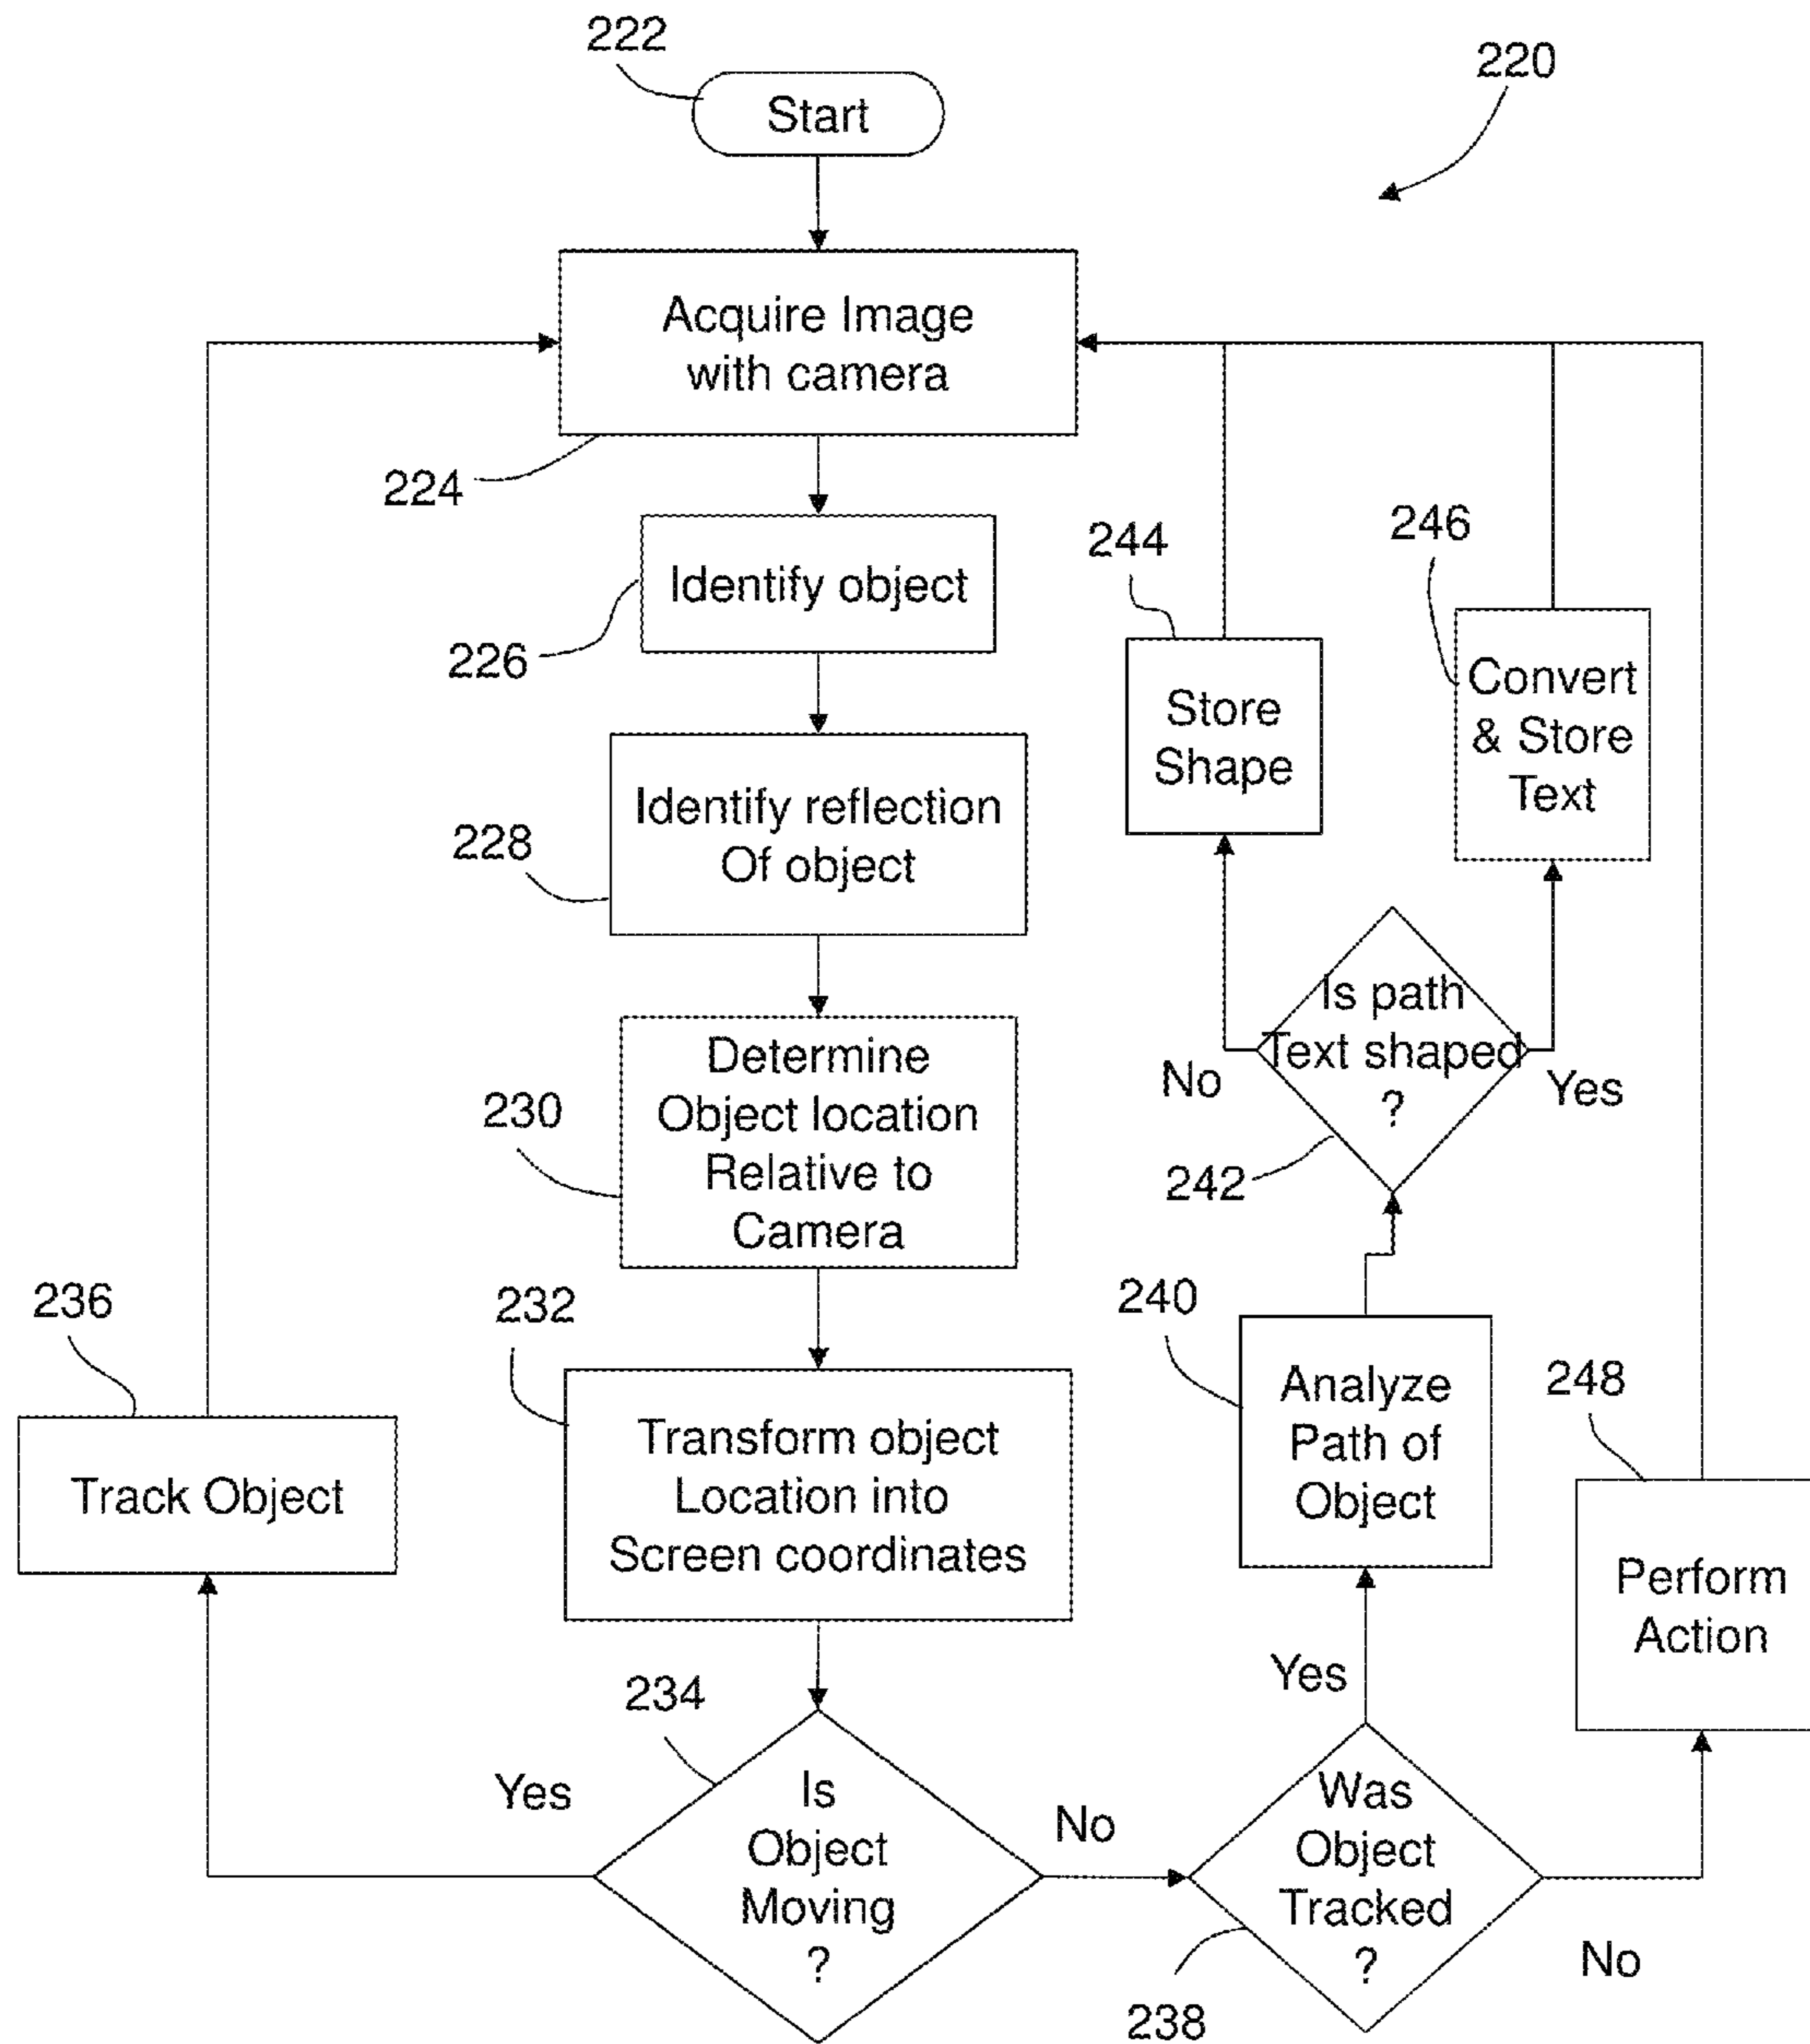 222
220
Start
Acquire Image
with camera
224
Identify object
226
244
246
Store
Shape
Convert
& Store
Text
Identify reflection
Of object
228
Is path
Text shaped
?
No
Yes
242
Determine
Object location
Relative to
Camera
230
236
232
240
248
Track Object
Transform object
Location into
Screen coordinates
Analyze
Path of
Object
Perform
Action
234
Yes
Yes
Is
Object
Moving
?
No
Was
Object
Tracked
?
No
238